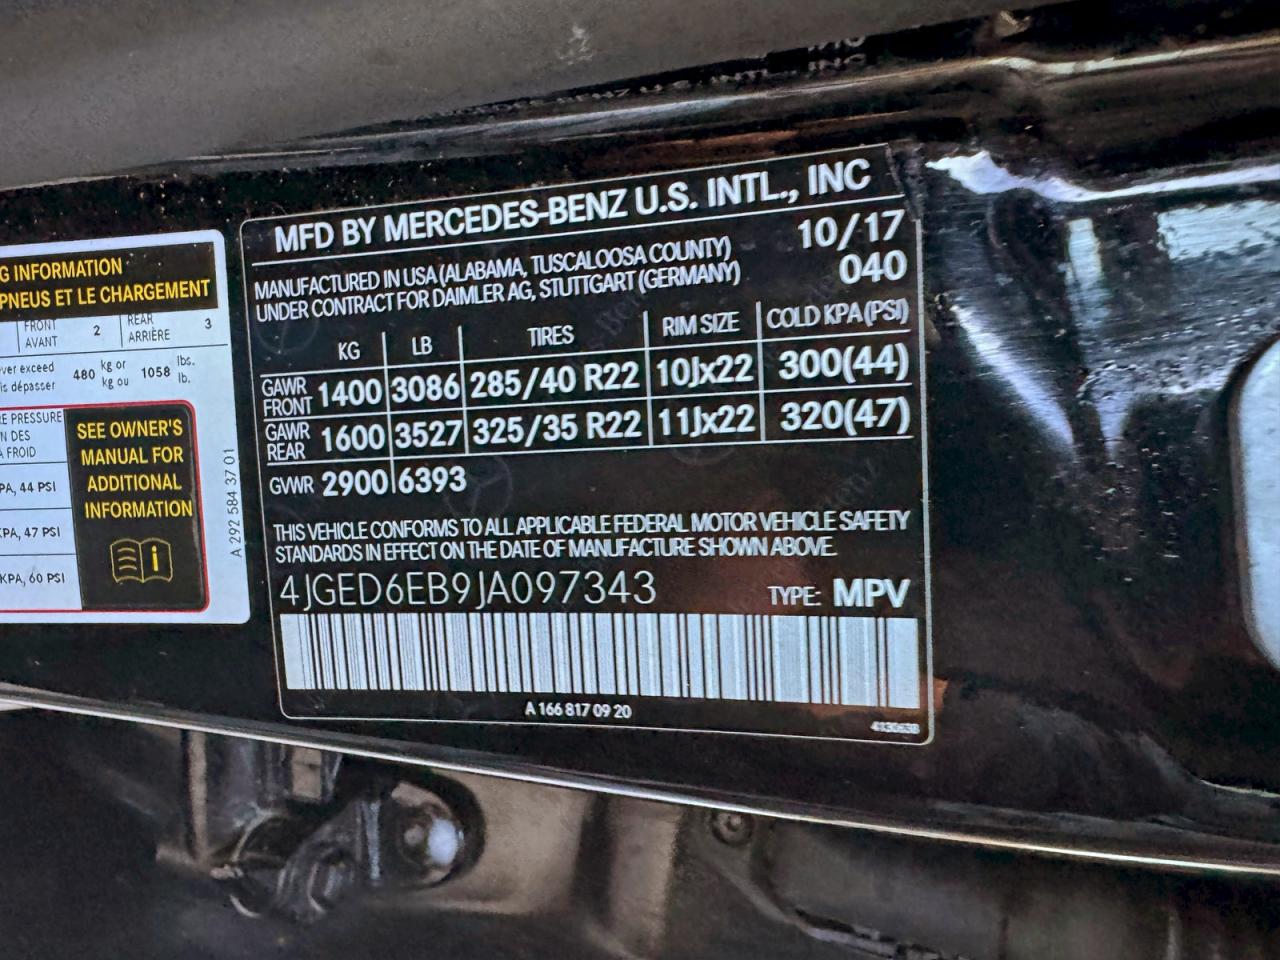 G INFORMATION
PNEUS ET LE CHARGEMENT
FRONT AVANT 2 REAR ARRIÈRE 3
ver exceed 480 kg or 1058 lbs.
is dépasser kg ou lb.
E PRESSURE
N DES
À FROID
PA, 44 PSI
KPA, 47 PSI
KPA, 60 PSI
SEE OWNER'S
MANUAL FOR
ADDITIONAL
INFORMATION
i
A 292 584 37 01
MFD BY MERCEDES-BENZ U.S. INTL., INC
MANUFACTURED IN USA (ALABAMA, TUSCALOOSA COUNTY) 10/17
UNDER CONTRACT FOR DAIMLER AG, STUTTGART (GERMANY) 040
KG LB TIRES RIM SIZE COLD KPA (PSI)
GAWR FRONT 1400 3086 285/40 R22 10Jx22 300(44)
GAWR REAR 1600 3527 325/35 R22 11Jx22 320(47)
GVWR 2900 6393
THIS VEHICLE CONFORMS TO ALL APPLICABLE FEDERAL MOTOR VEHICLE SAFETY
STANDARDS IN EFFECT ON THE DATE OF MANUFACTURE SHOWN ABOVE.
4JGED6EB9JA097343 TYPE: MPV
A 166 817 09 20